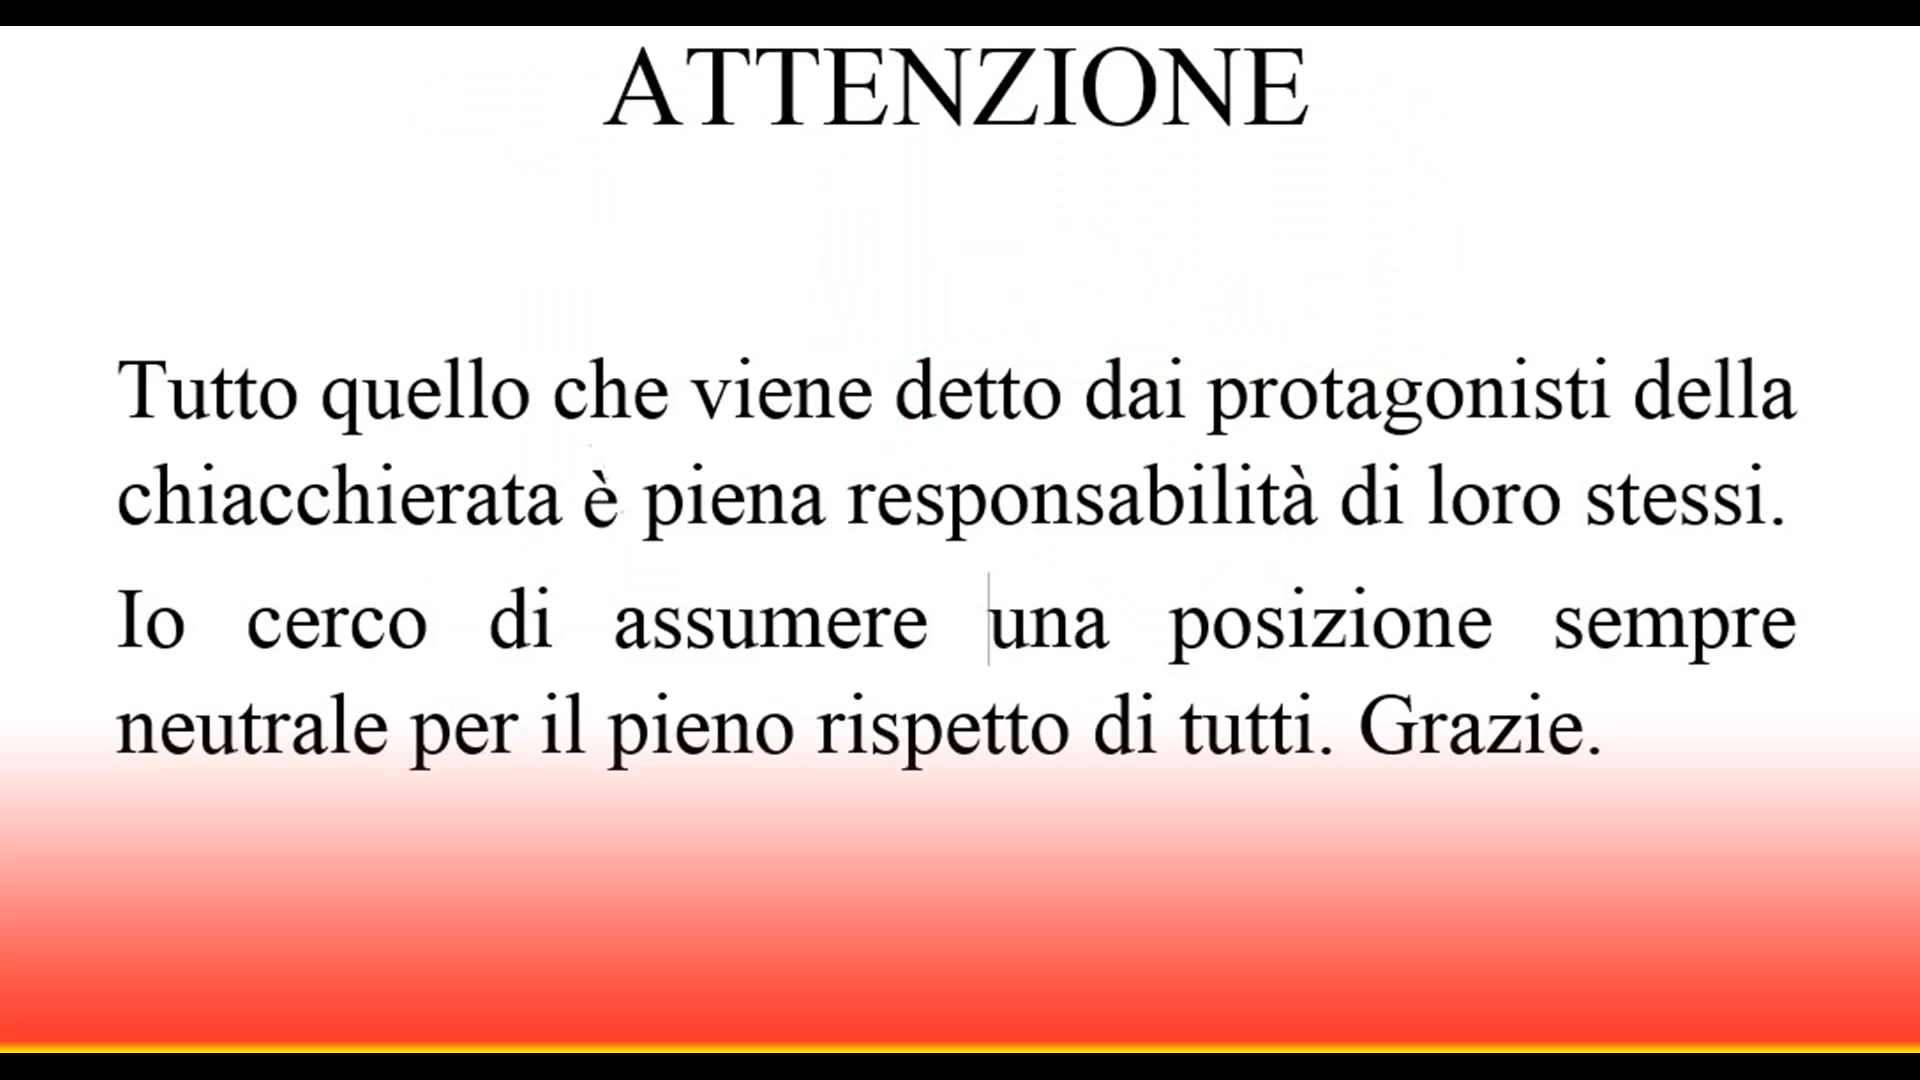 ATTENZIONE
Tutto quello che viene detto dai protagonisti della
chiacchierata è piena responsabilità di loro stessi.
Io cerco di assumere una posizione sempre
neutrale per il pieno rispetto di tutti. Grazie.